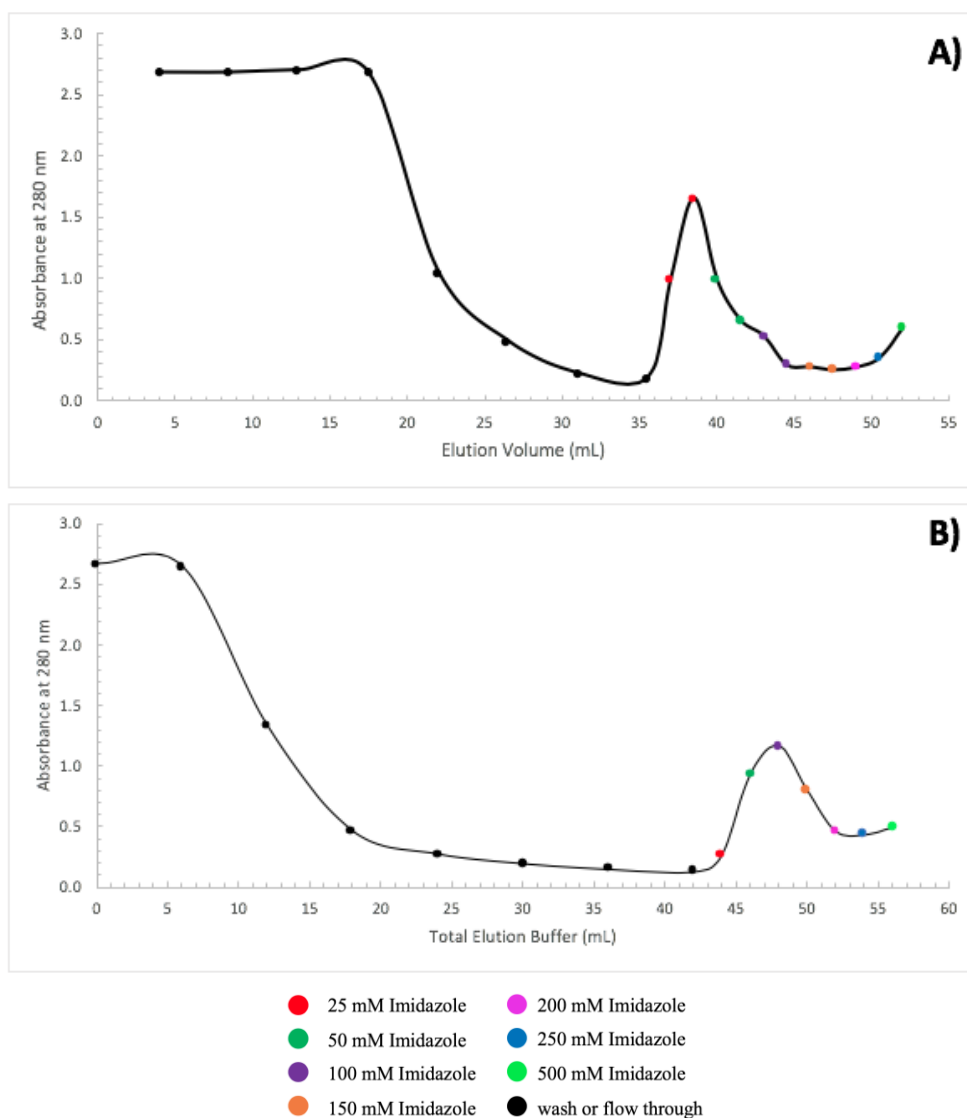 A)
3.0
2.5
2.0
1.5
1.0
0.5
0.0
Absorbance at 280 nm
0 5 10 15 20 25 30 35 40 45 50 55
Elution Volume (mL)
B)
3.0
2.5
2.0
1.5
1.0
0.5
0.0
Absorbance at 280 nm
0 5 10 15 20 25 30 35 40 45 50 55 60
Total Elution Buffer (mL)
25 mM Imidazole
50 mM Imidazole
100 mM Imidazole
150 mM Imidazole
200 mM Imidazole
250 mM Imidazole
500 mM Imidazole
wash or flow through